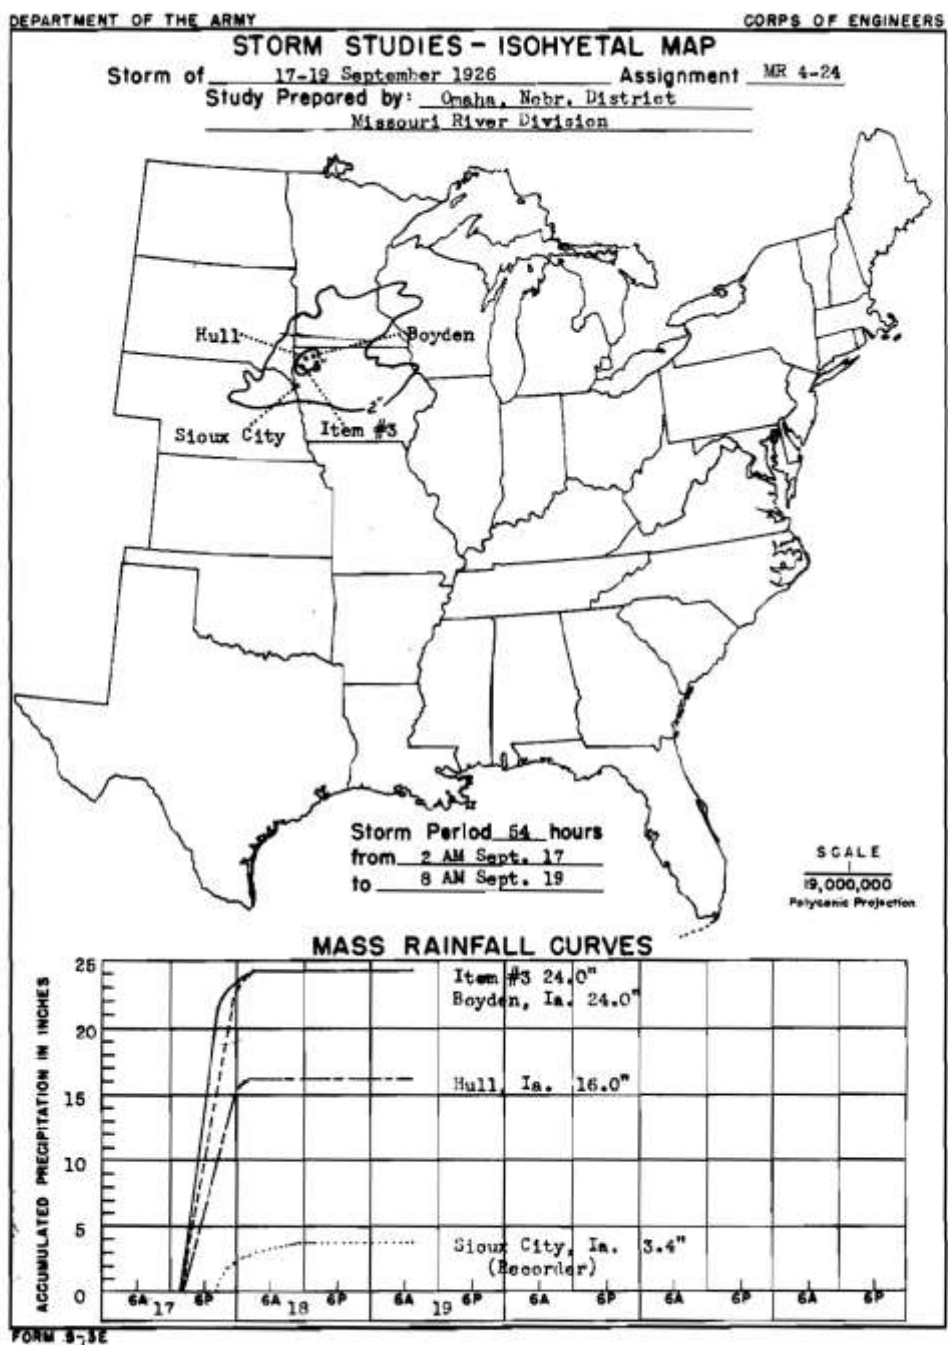 DEPARTMENT OF THE ARMY CORPS OF ENGINEERS
STORM STUDIES - ISOHYETAL MAP
Storm of 17-19 September 1926 Assignment MR 4-24
Study Prepared by: Omaha, Nebr. District
Missouri River Division
Hull Boyden
2"
Sioux City Item #3
Storm Period 54 hours
from 2 AM Sept. 17
to 8 AM Sept. 19
SCALE
1
19,000,000
Polyconic Projection
MASS RAINFALL CURVES
ACCUMULATED PRECIPITATION IN INCHES
25
20
15
10
5
0
Item #3 24.0"
Boyden, Ia. 24.0"
Hull, Ia. 16.0"
Sioux City, Ia. 3.4"
(Recorder)
6A 6P 6A 6P 6A 6P 6A 6P 6A 6P 6A 6P
17 18 19
FORM S-3E